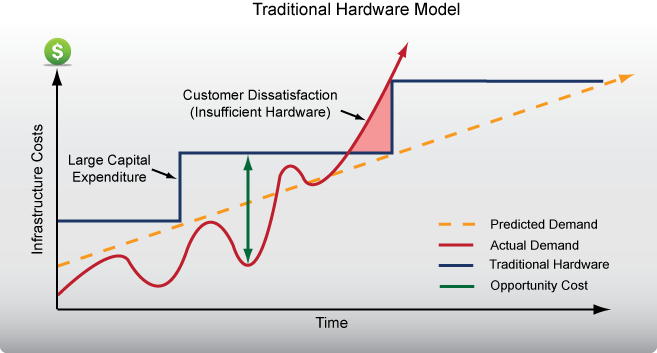 Traditional Hardware Model
$
Customer Dissatisfaction
(Insufficient Hardware)
Large Capital
Expenditure
Infrastructure Costs
Predicted Demand
Actual Demand
Traditional Hardware
Opportunity Cost
Time